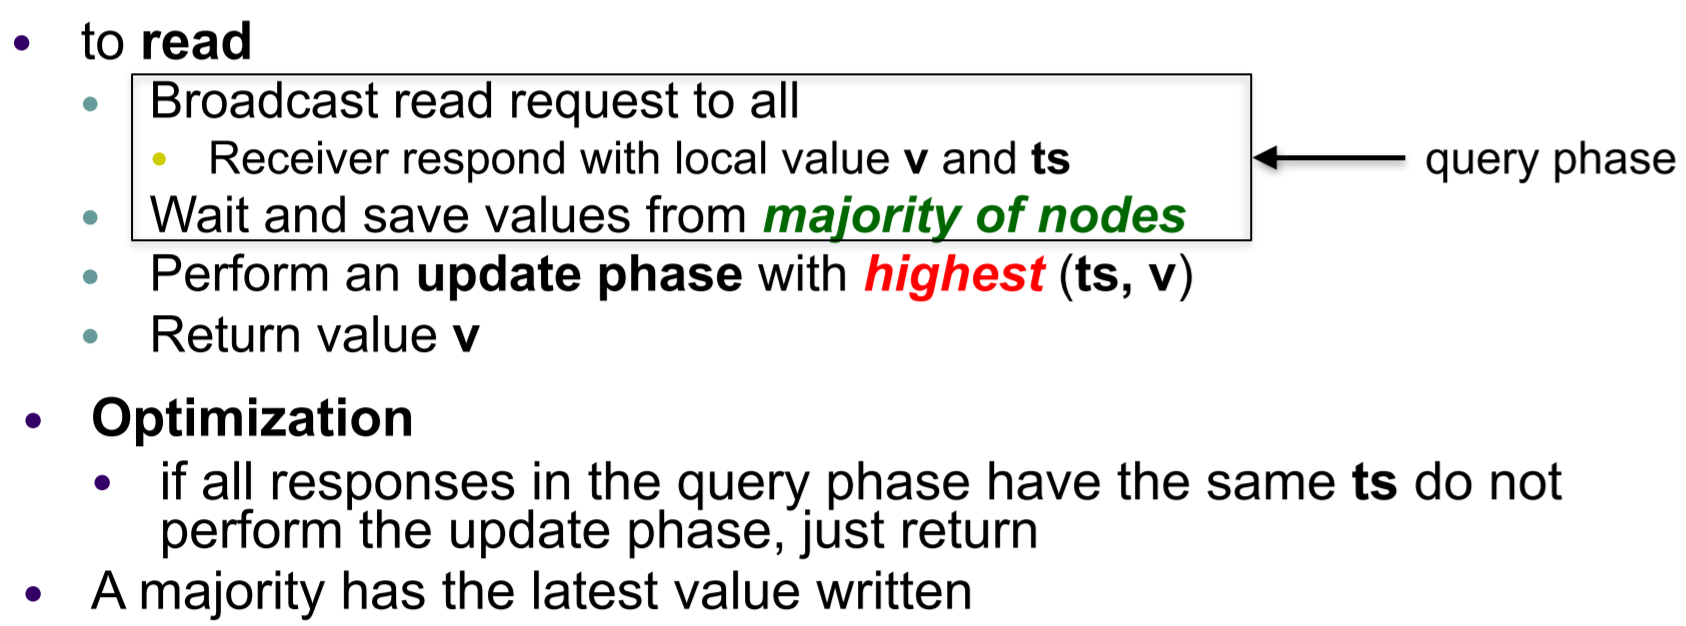 to read
Broadcast read request to all
Receiver respond with local value v and ts
query phase
Wait and save values from majority of nodes
Perform an update phase with highest (ts, v)
Return value v
Optimization
if all responses in the query phase have the same ts do not
perform the update phase, just return
A majority has the latest value written